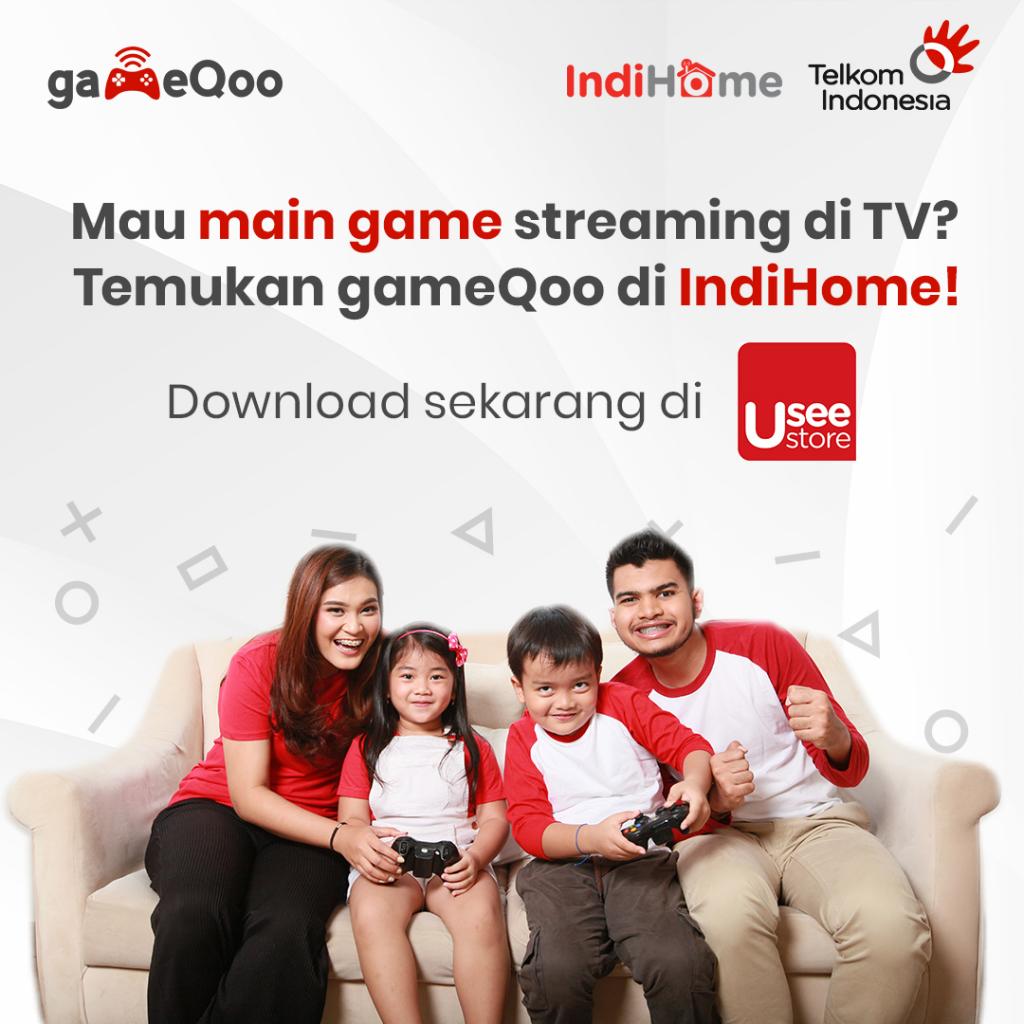 gameQoo
IndiHome
Telkom
Indonesia
Mau main game streaming di TV?
Temukan gameQoo di IndiHome!
Download sekarang di
Usee
store